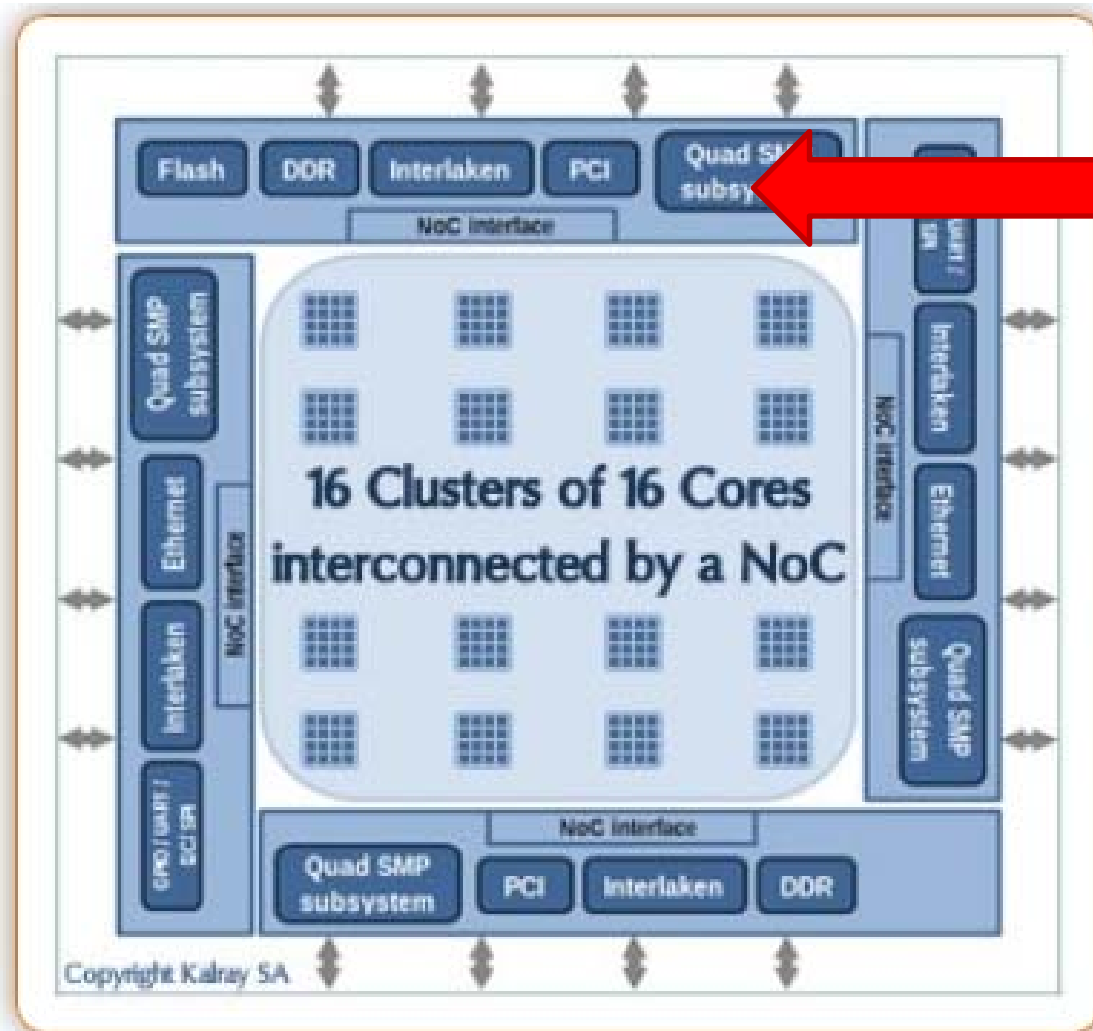 Flash
DDR
Interlaken
PCI
Quad
NoC interface
Quad SMP
subsystem
Ethernet
Interlaken
NoC interface
16 Clusters of 16 Cores
interconnected by a NoC
NoC interface
Interlaken
Ethernet
Quad SMP
subsystem
NoC interface
Quad SMP
subsystem
PCI
Interlaken
DDR
Copyright Kalray SA